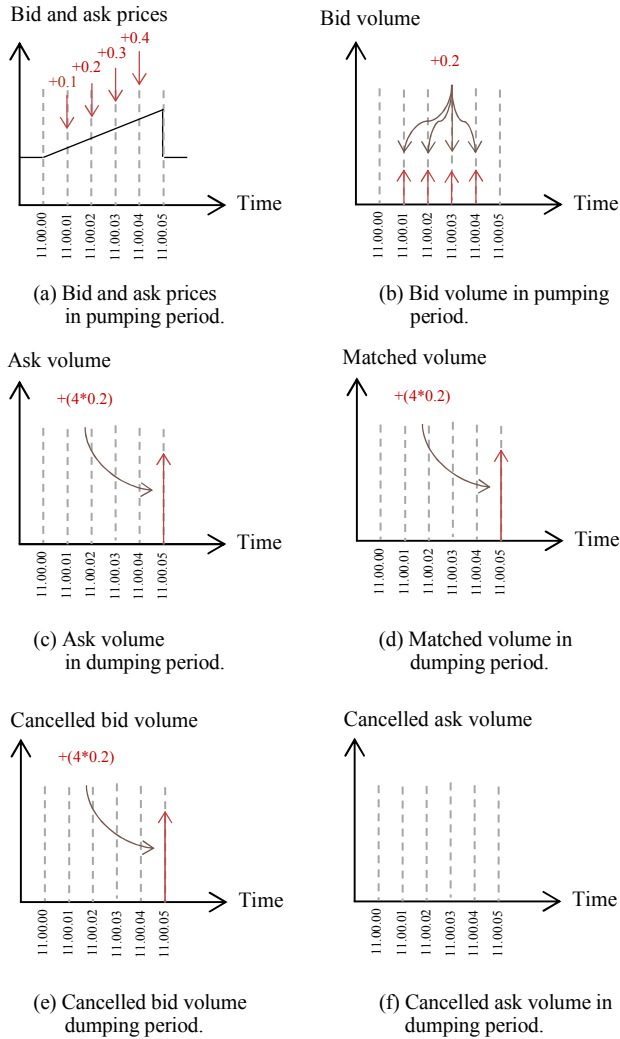 Bid and ask prices
+0.4
+0.3
+0.2
+0.1
Time
11.00.00
11.00.01
11.00.02
11.00.03
11.00.04
11.00.05
(a) Bid and ask prices
in pumping period.
Bid volume
+0.2
Time
11.00.00
11.00.01
11.00.02
11.00.03
11.00.04
11.00.05
(b) Bid volume in pumping
period.
Ask volume
+(4*0.2)
Time
11.00.00
11.00.01
11.00.02
11.00.03
11.00.04
11.00.05
(c) Ask volume
in dumping period.
Matched volume
+(4*0.2)
Time
11.00.00
11.00.01
11.00.02
11.00.03
11.00.04
11.00.05
(d) Matched volume in
dumping period.
Cancelled bid volume
+(4*0.2)
Time
11.00.00
11.00.01
11.00.02
11.00.03
11.00.04
11.00.05
(e) Cancelled bid volume
dumping period.
Cancelled ask volume
Time
11.00.00
11.00.01
11.00.02
11.00.03
11.00.04
11.00.05
(f) Cancelled ask volume in
dumping period.